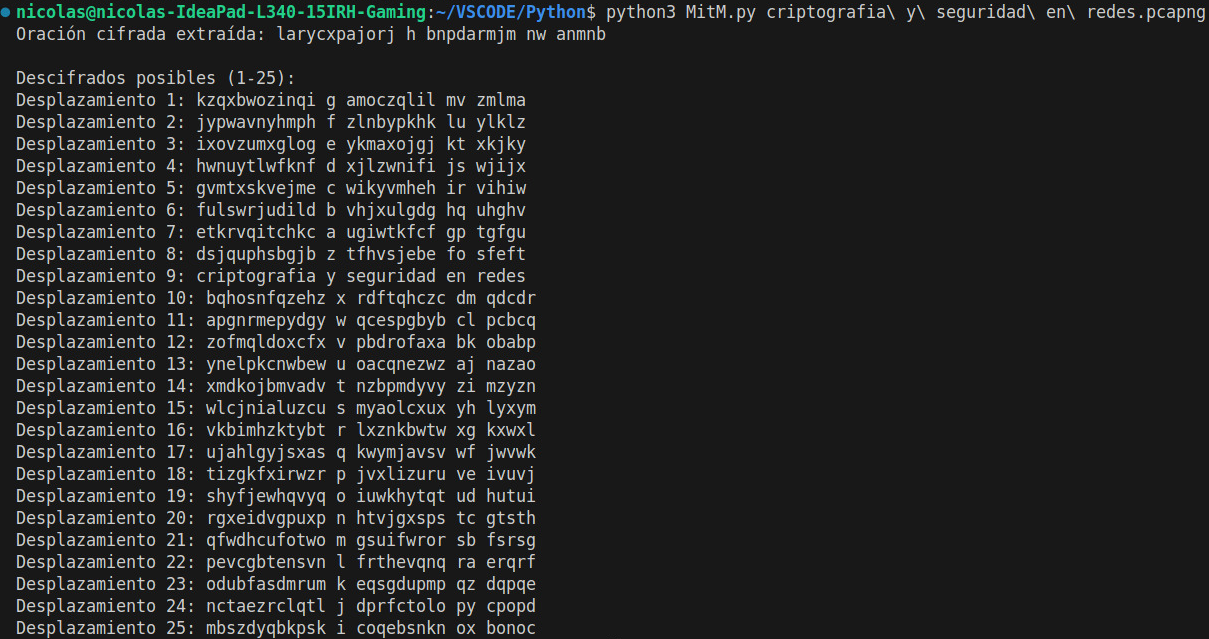 nicolas@nicolas-IdeaPad-L340-15IRH-Gaming:~/VSCODE/Python$ python3 MitM.py criptografia\ y\ seguridad\ en\ redes.pcapng
Oración cifrada extraída: larycxpajorj h bnpdarmjm nw anmnb

Descifrados posibles (1-25):
Desplazamiento 1: kzqxbwozinqi g amoczqlil mv zmlma
Desplazamiento 2: jypwavnyhmph f zlnbypkhk lu ylklz
Desplazamiento 3: ixovzumxglog e ykmaxojgj kt xkjky
Desplazamiento 4: hwnuytlwfknf d xjlzwnifi js wjijx
Desplazamiento 5: gvmtxskvejme c wikyvmheh ir vihiw
Desplazamiento 6: fulswrjudild b vhjxulgdg hq uhghv
Desplazamiento 7: etkrvqitchkc a ugiwtkfcf gp tgfgu
Desplazamiento 8: dsjquphsbgjb z tfhvsjebe fo sfeft
Desplazamiento 9: criptografia y seguridad en redes
Desplazamiento 10: bqhosnfqzehz x rdftqhczc dm qdcdr
Desplazamiento 11: apgnrmepydgy w qcespgbyb cl pcbcq
Desplazamiento 12: zofmqldoxcfx v pbdrofaxa bk obabp
Desplazamiento 13: ynelpkcnwbew u oacqnezwz aj nazao
Desplazamiento 14: xmdkojbmvadv t nzbpmdyvy zi mzyzn
Desplazamiento 15: wlcjnialuzcu s myaolcxux yh lyxym
Desplazamiento 16: vkbimhzktybt r lxznkbwtw xg kxwxl
Desplazamiento 17: ujahlgyjsxas q kwymjavsv wf jwvwk
Desplazamiento 18: tizgkfxirwzr p jvxlizuru ve ivuvj
Desplazamiento 19: shyfjewhqvyq o iuwkhytqt ud hutui
Desplazamiento 20: rgxeidvgpuxp n htvjgxsps tc gtsth
Desplazamiento 21: qfwdhcufotwo m gsuifwror sb fsrsg
Desplazamiento 22: pevcgbtensvn l frthevqnq ra erqrf
Desplazamiento 23: odubfasdmrum k eqsgdupmp qz dqpqe
Desplazamiento 24: nctaezrclqtl j dprfctolo py cpopd
Desplazamiento 25: mbszdyqbkpsk i coqebsnkn ox bonoc